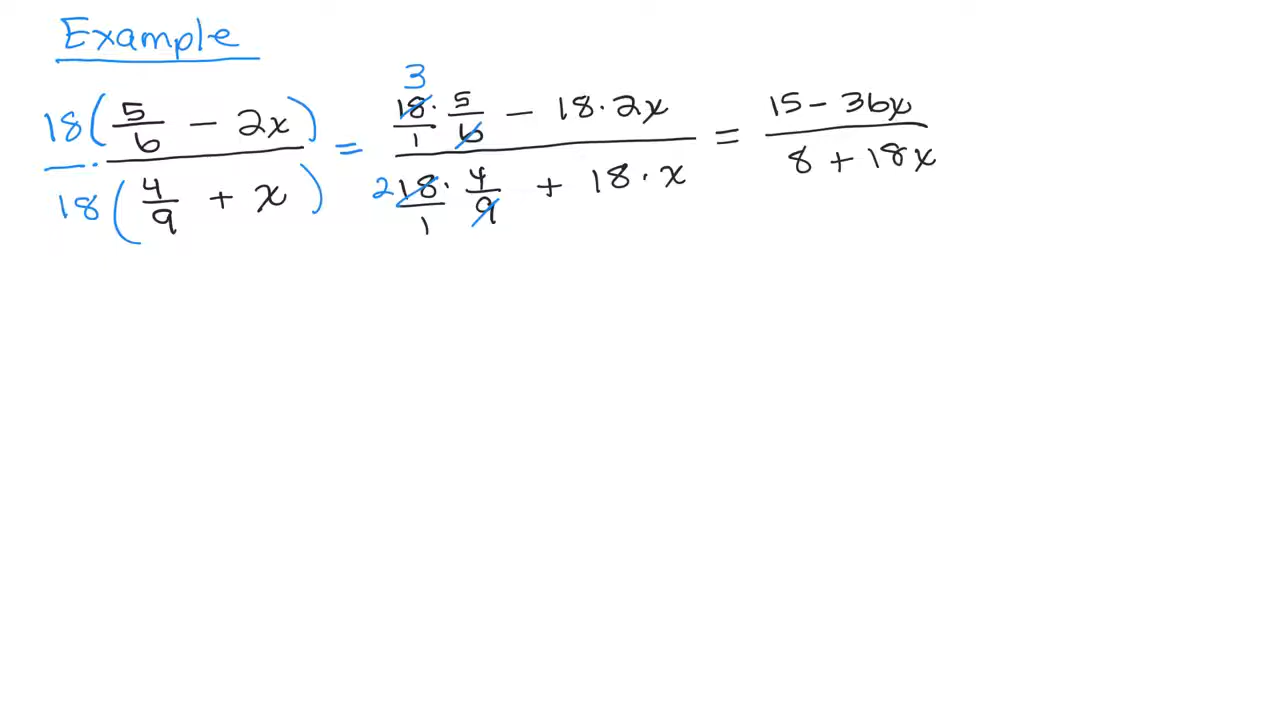 Example
18(5/6 - 2x) / 18(4/9 + x) = (18/1 · 5/6 - 18·2x) / (18/1 · 4/9 + 18·x) = (15 - 36x) / (8 + 18x)
3
2